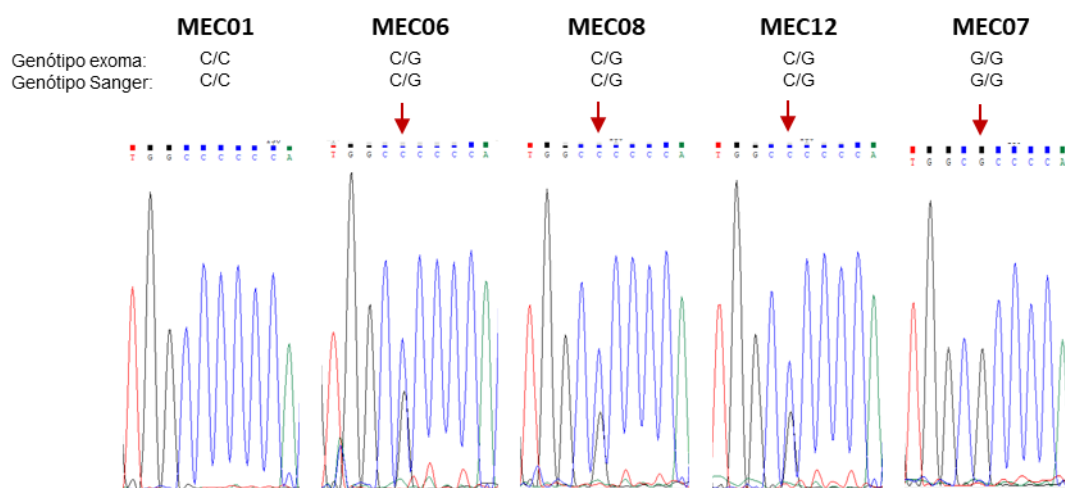 MEC01 MEC06 MEC08 MEC12 MEC07
Genótipo exoma: C/C C/G C/G C/G G/G
Genótipo Sanger: C/C C/G C/G C/G G/G
T G G C C C C C C A T G G C C C C C C A T G G C C C C C C A T G G C C C C C C A T G G C G C C C C A